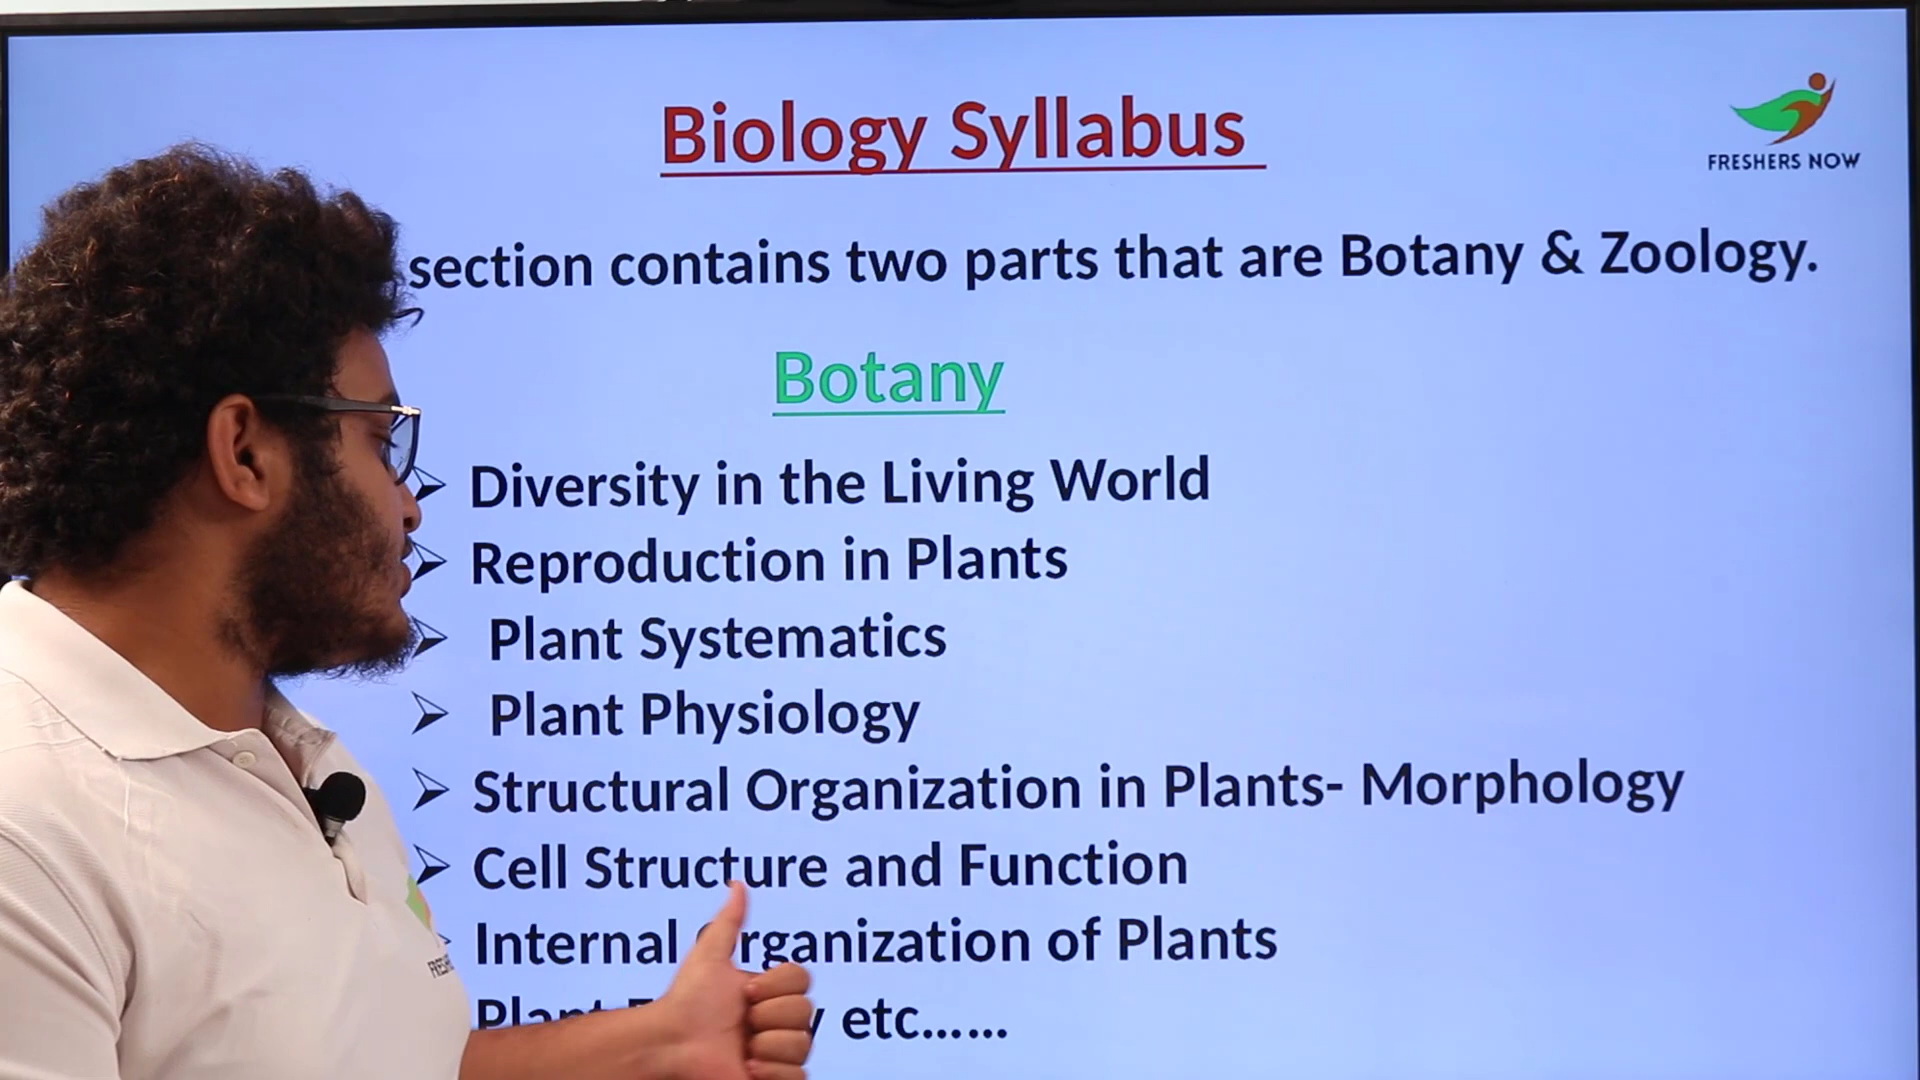 Biology Syllabus
FRESHERS NOW
section contains two parts that are Botany & Zoology.
Botany
Diversity in the Living World
Reproduction in Plants
Plant Systematics
Plant Physiology
Structural Organization in Plants- Morphology
Cell Structure and Function
Internal Organization of Plants
Plant etc......